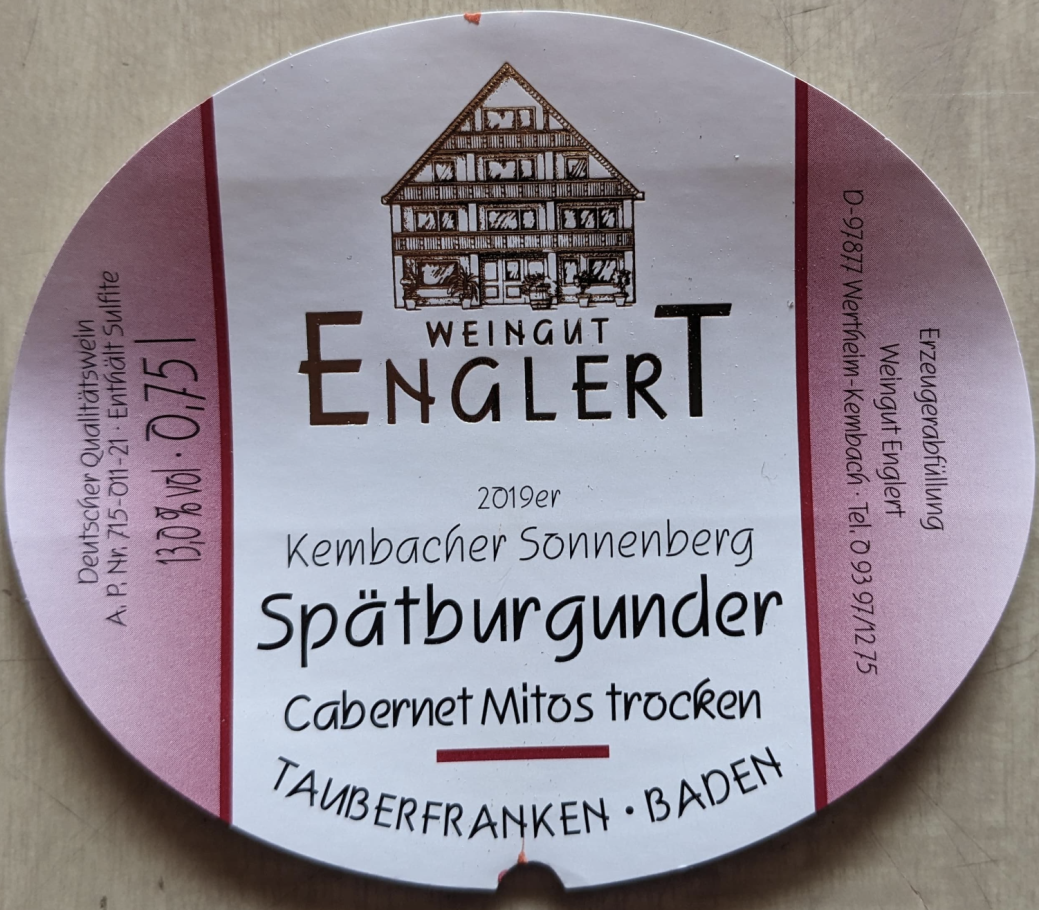 WEINGUT
ENGLERT
2019er
Kembacher Sonnenberg
Spätburgunder
Cabernet Mitos trocken
TAUBERFRANKEN · BADEN
Deutscher Qualitätswein
A. P. Nr. 715-011-21 · Enthält Sulfite
13,0% vol · 0,75 l
Erzeugerabfüllung
Weingut Englert
D-97877 Wertheim-Kembach · Tel. 0 93 97/12 75